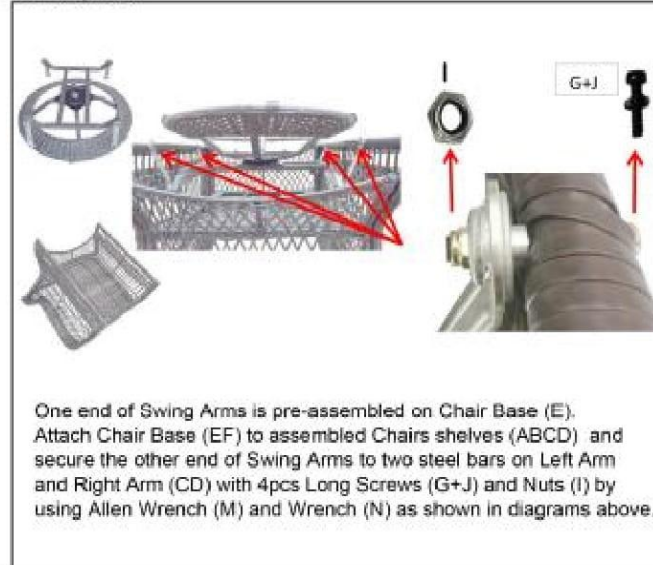 I
G+J
One end of Swing Arms is pre-assembled on Chair Base (E).
Attach Chair Base (EF) to assembled Chairs shelves (ABCD) and
secure the other end of Swing Arms to two steel bars on Left Arm
and Right Arm (CD) with 4pcs Long Screws (G+J) and Nuts (I) by
using Allen Wrench (M) and Wrench (N) as shown in diagrams above.